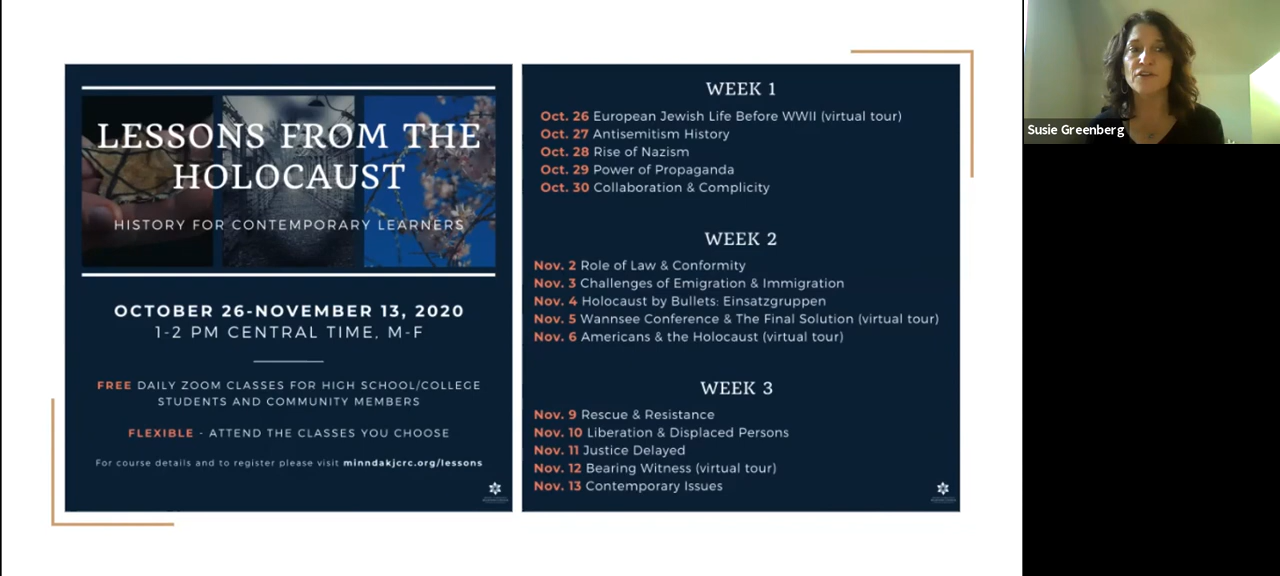 LESSONS FROM THE
HOLOCAUST
HISTORY FOR CONTEMPORARY LEARNERS
OCTOBER 26-NOVEMBER 13, 2020
1-2 PM CENTRAL TIME, M-F
FREE DAILY ZOOM CLASSES FOR HIGH SCHOOL/COLLEGE
STUDENTS AND COMMUNITY MEMBERS
FLEXIBLE - ATTEND THE CLASSES YOU CHOOSE
For course details and to register please visit minndakjcrc.org/lessons
WEEK 1
Oct. 26 European Jewish Life Before WWII (virtual tour)
Oct. 27 Antisemitism History
Oct. 28 Rise of Nazism
Oct. 29 Power of Propaganda
Oct. 30 Collaboration & Complicity
WEEK 2
Nov. 2 Role of Law & Conformity
Nov. 3 Challenges of Emigration & Immigration
Nov. 4 Holocaust by Bullets: Einsatzgruppen
Nov. 5 Wannsee Conference & The Final Solution (virtual tour)
Nov. 6 Americans & the Holocaust (virtual tour)
WEEK 3
Nov. 9 Rescue & Resistance
Nov. 10 Liberation & Displaced Persons
Nov. 11 Justice Delayed
Nov. 12 Bearing Witness (virtual tour)
Nov. 13 Contemporary Issues
Susie Greenberg